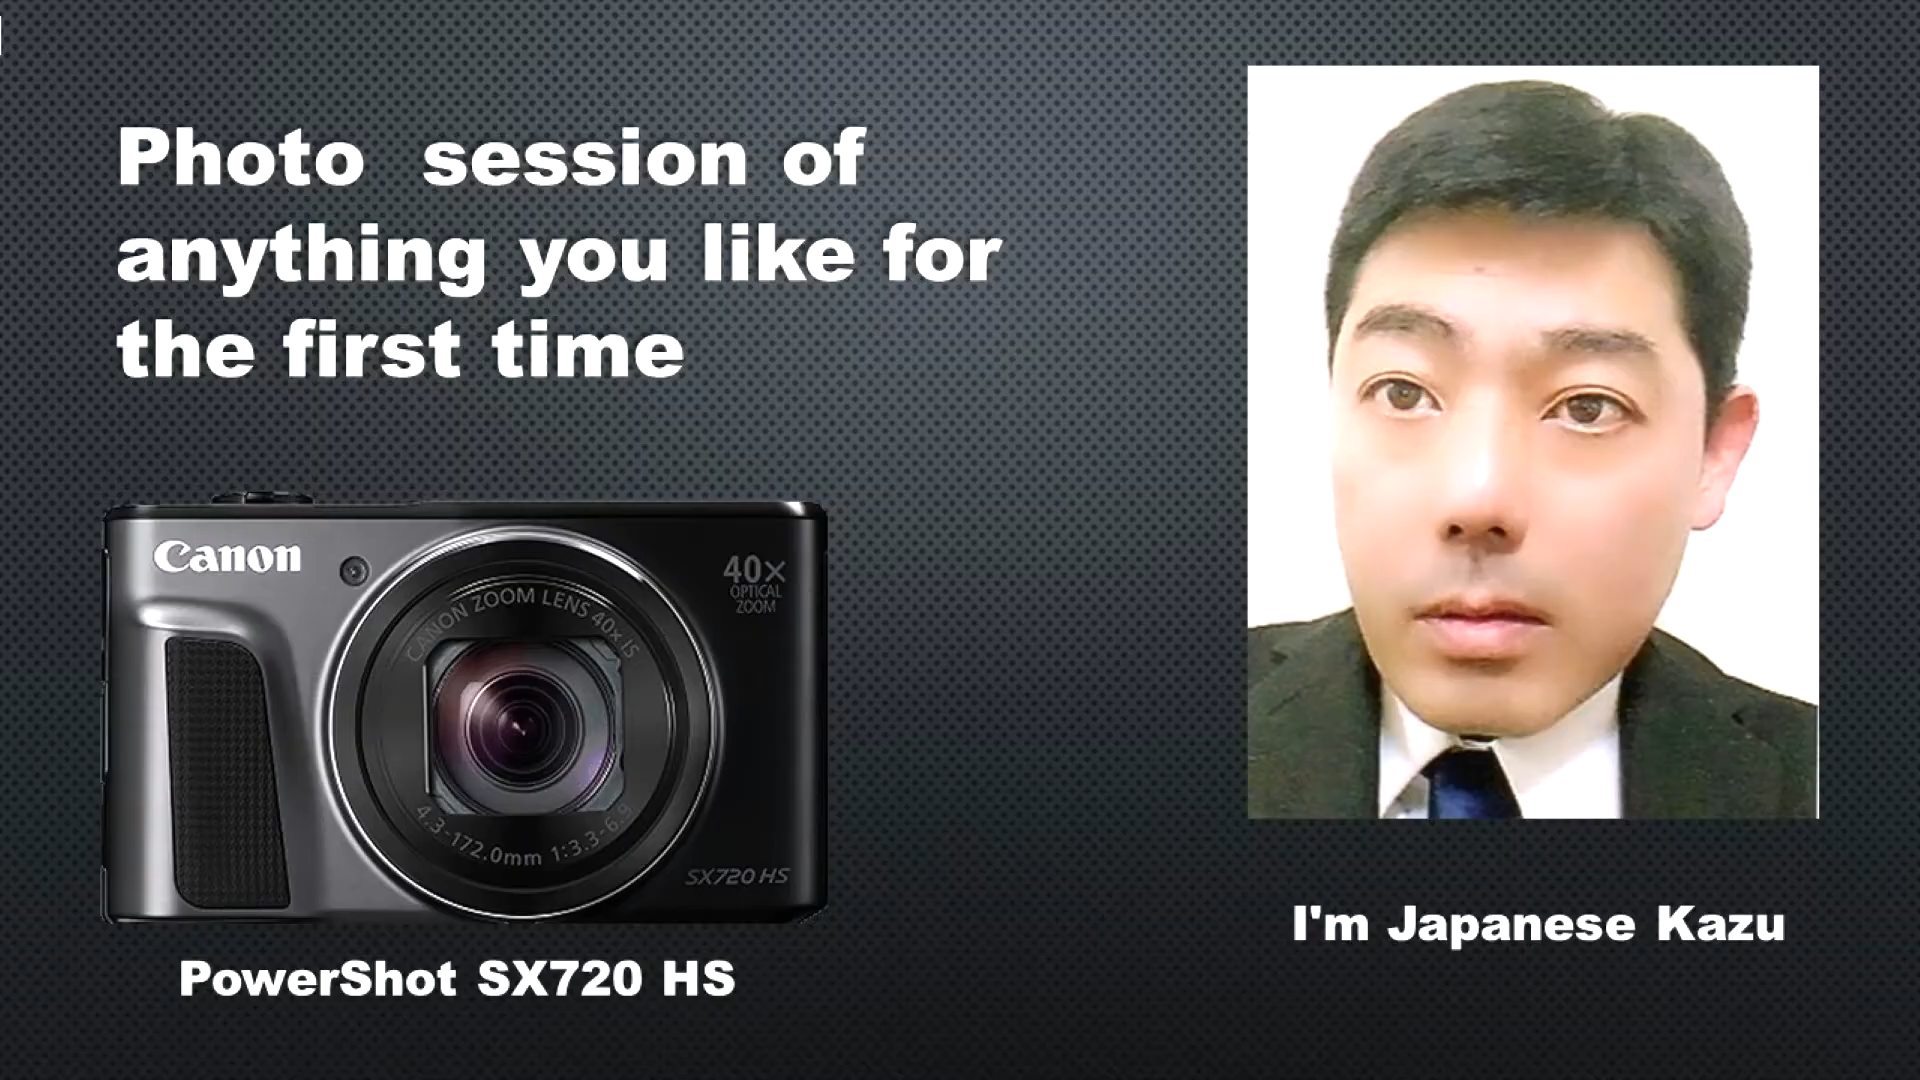 Photo session of
anything you like for
the first time
Canon
40x
OPTICAL
ZOOM
CANON ZOOM LENS 40x IS
4.3-172.0mm 1:3.3-6.9
SX720 HS
PowerShot SX720 HS
I'm Japanese Kazu